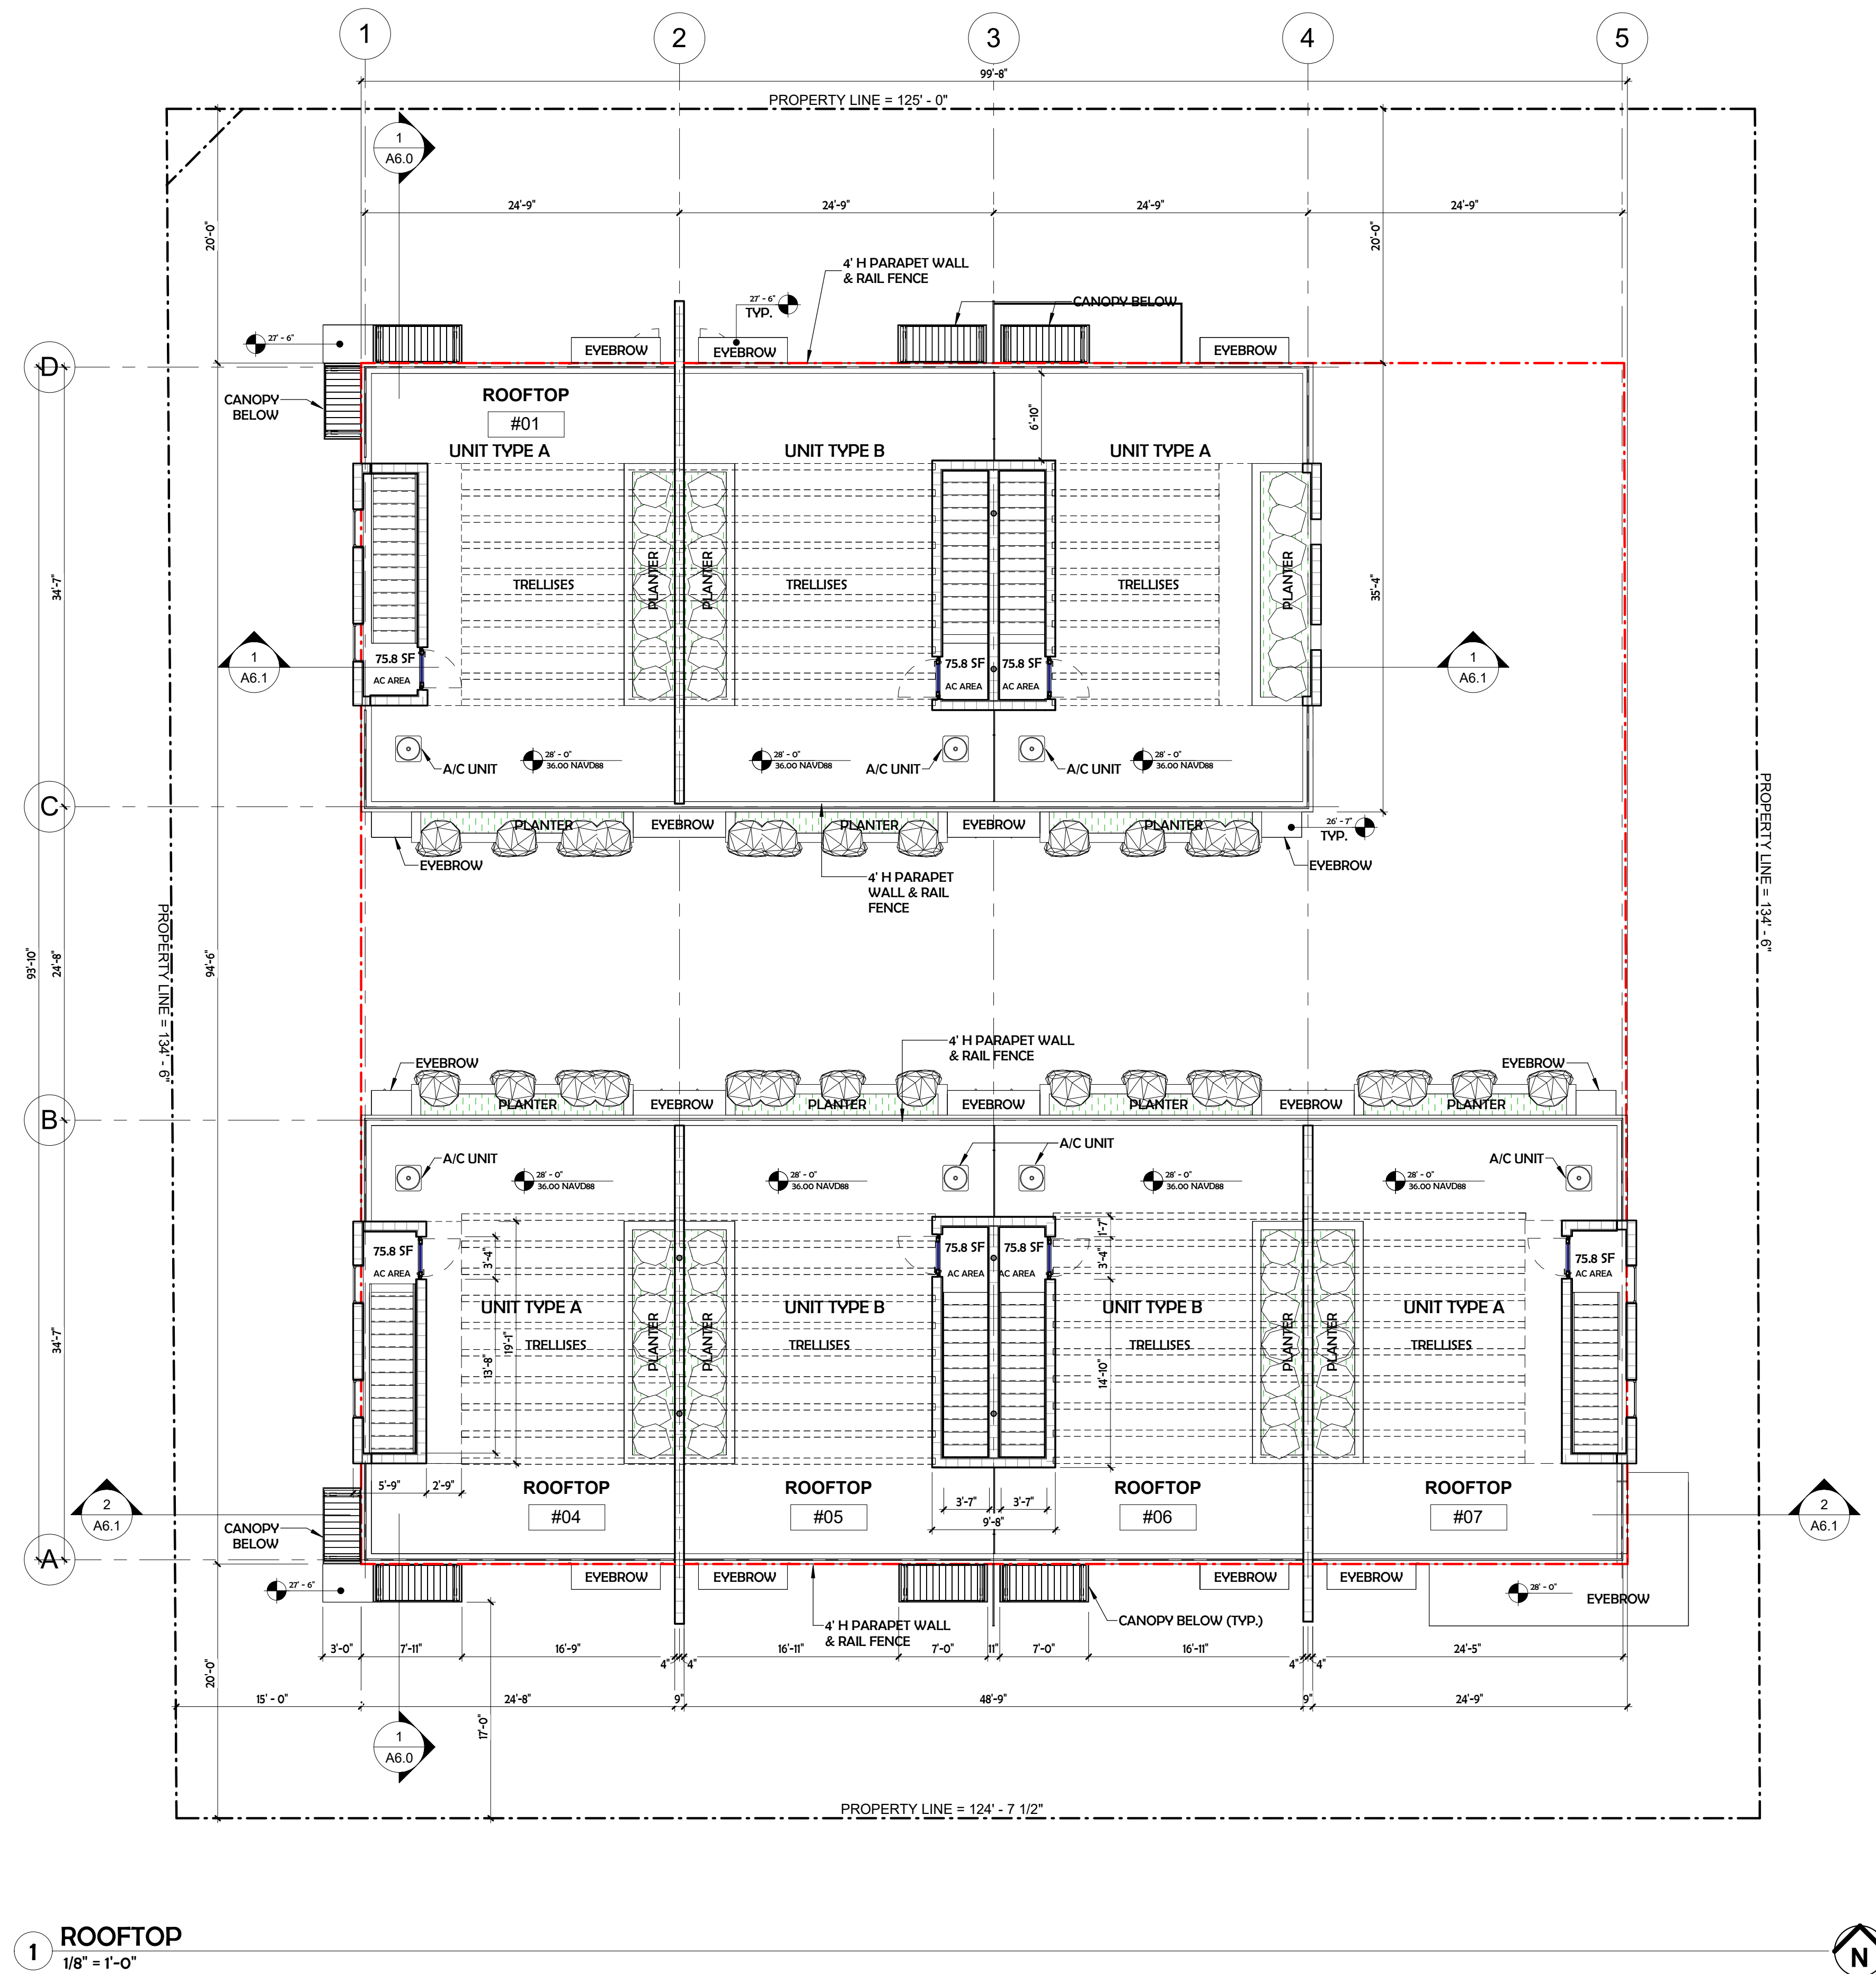 1
2
3
4
5
99'-8"
PROPERTY LINE = 125' - 0"
1
A6.0
24'-9"
24'-9"
24'-9"
24'-9"
20'-0"
20'-0"
4' H PARAPET WALL
& RAIL FENCE
27' - 6"
TYP.
CANOPY BELOW
27' - 6"
EYEBROW
EYEBROW
EYEBROW
D
CANOPY
BELOW
ROOFTOP
#01
6'-10"
UNIT TYPE A
UNIT TYPE B
UNIT TYPE A
34'-7"
TRELLISES
PLANTER
PLANTER
TRELLISES
TRELLISES
PLANTER
35'-4"
1
A6.1
75.8 SF
AC AREA
75.8 SF
AC AREA
75.8 SF
AC AREA
1
A6.1
A/C UNIT
28' - 0"
36.00 NAVD88
28' - 0"
36.00 NAVD88
A/C UNIT
A/C UNIT
28' - 0"
36.00 NAVD88
C
PLANTER
EYEBROW
PLANTER
EYEBROW
PLANTER
26' - 7"
TYP.
EYEBROW
EYEBROW
4' H PARAPET
WALL & RAIL
FENCE
PROPERTY LINE = 134' - 6"
PROPERTY LINE = 134' - 6"
93'-10"
24'-8"
94'-6"
4' H PARAPET WALL
& RAIL FENCE
EYEBROW
EYEBROW
B
PLANTER
EYEBROW
PLANTER
EYEBROW
PLANTER
EYEBROW
PLANTER
A/C UNIT
A/C UNIT
A/C UNIT
28' - 0"
36.00 NAVD88
28' - 0"
36.00 NAVD88
28' - 0"
36.00 NAVD88
28' - 0"
36.00 NAVD88
75.8 SF
AC AREA
3'-4"
75.8 SF
AC AREA
75.8 SF
AC AREA
1'-7"
3'-4"
75.8 SF
AC AREA
UNIT TYPE A
UNIT TYPE B
UNIT TYPE B
UNIT TYPE A
34'-7"
13'-8"
19'-1"
TRELLISES
PLANTER
PLANTER
TRELLISES
14'-10"
TRELLISES
PLANTER
PLANTER
TRELLISES
5'-9"
2'-9"
ROOFTOP
#04
ROOFTOP
#05
3'-7"
3'-7"
9'-8"
ROOFTOP
#06
ROOFTOP
#07
2
A6.1
2
A6.1
CANOPY
BELOW
A
27' - 6"
EYEBROW
EYEBROW
EYEBROW
EYEBROW
28' - 0"
EYEBROW
4' H PARAPET WALL
& RAIL FENCE
CANOPY BELOW (TYP.)
3'-0"
7'-11"
16'-9"
4"
4"
16'-11"
7'-0"
11"
7'-0"
16'-11"
4"
4"
24'-5"
20'-0"
15' - 0"
24'-8"
9"
48'-9"
9"
24'-9"
17'-0"
1
A6.0
PROPERTY LINE = 124' - 7 1/2"
1
ROOFTOP
1/8" = 1'-0"
N